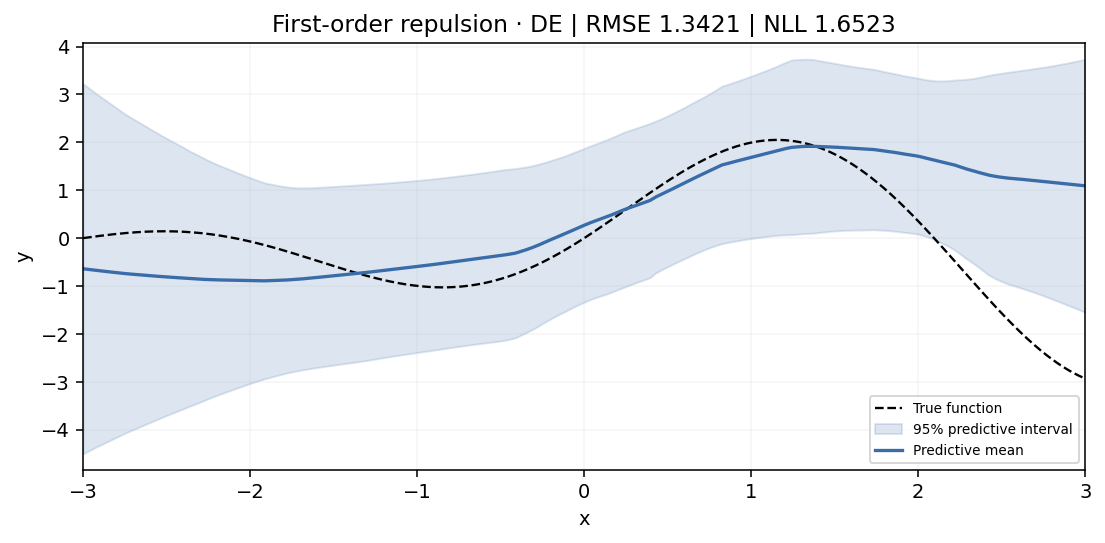 First-order repulsion · DE | RMSE 1.3421 | NLL 1.6523
4
3
2
1
0
−1
−2
−3
−4
y
−3 −2 −1 0 1 2 3
x
True function
95% predictive interval
Predictive mean